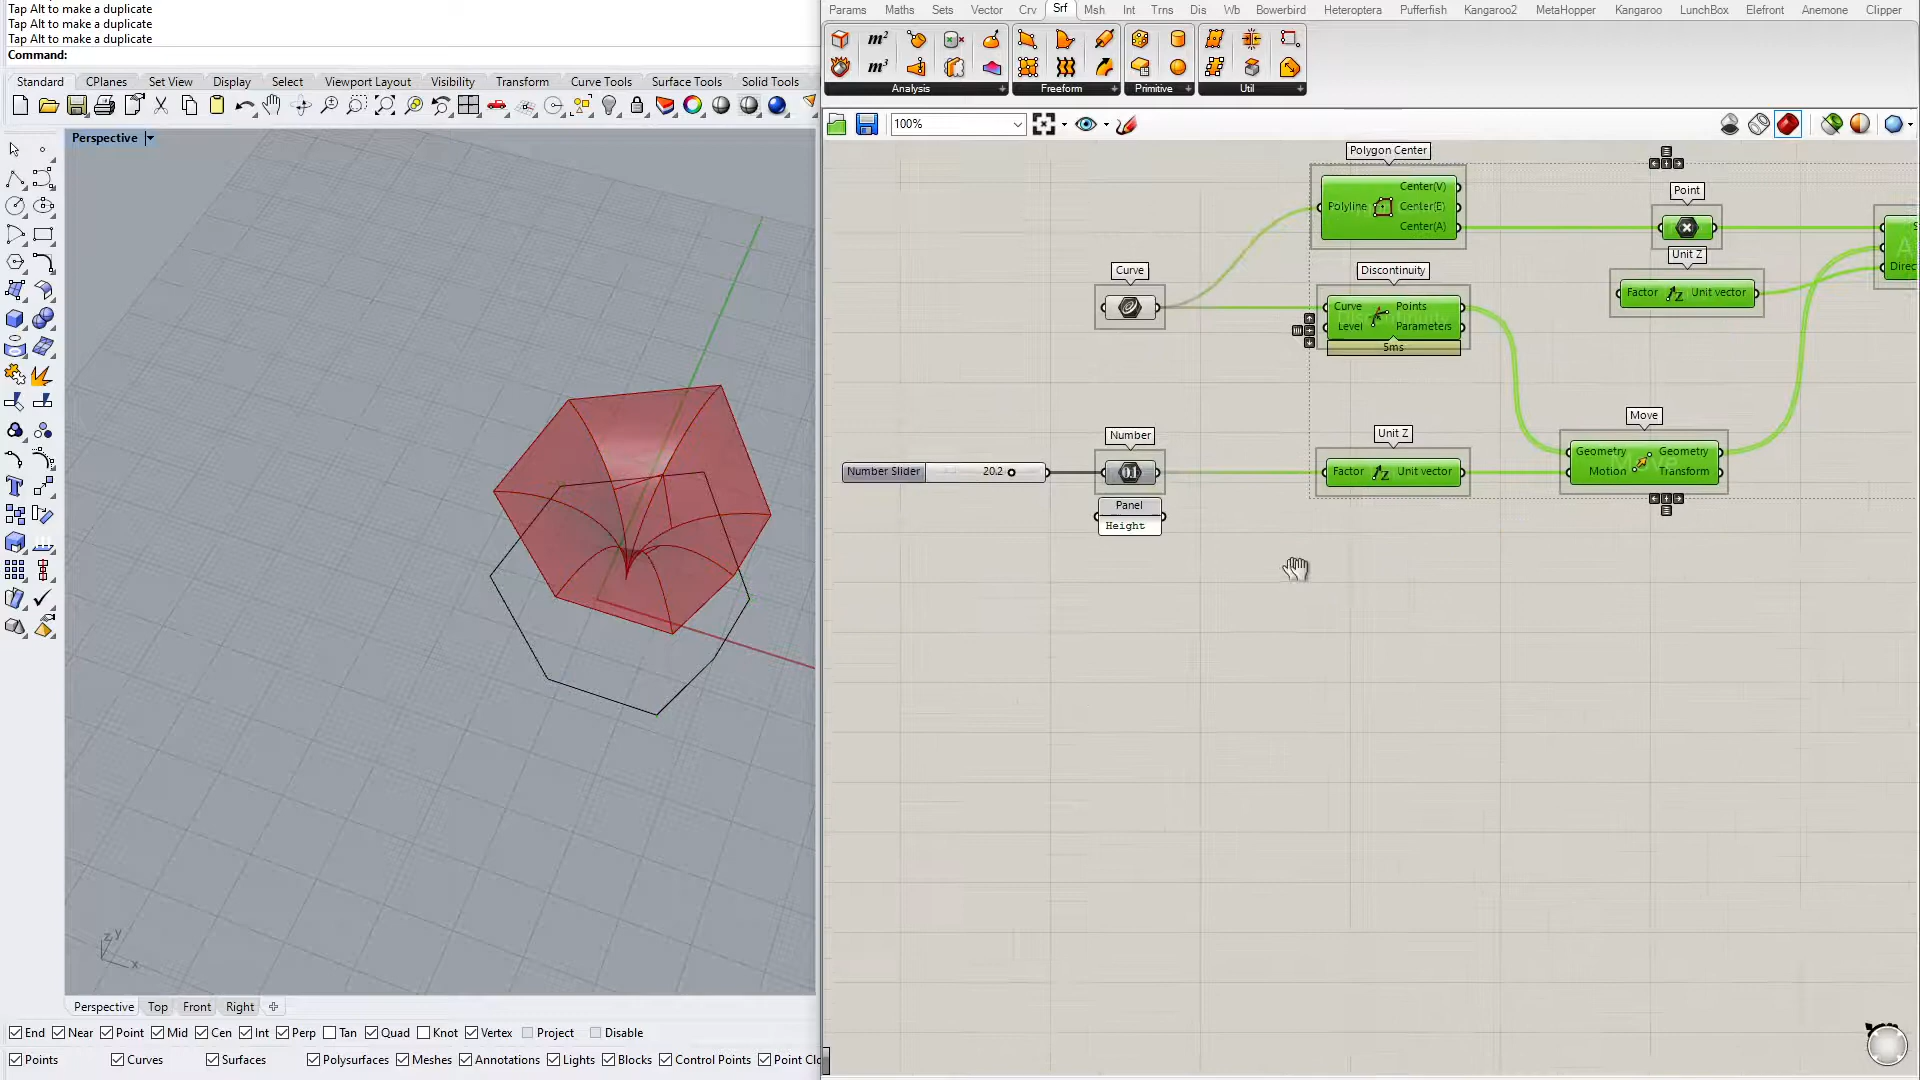 Tap Alt to make a duplicate
Tap Alt to make a duplicate
Tap Alt to make a duplicate
Command:
Standard CPlanes Set View Display Select Viewport Layout Visibility Transform Curve Tools Surface Tools Solid Tools
Perspective
Params Maths Sets Vector Crv Srf Msh Int Trns Dis Wb Bowerbird Heteroptera Pufferfish Kangaroo2 MetaHopper Kangaroo LunchBox Elefront Anemone Clipper
m²
m³
Analysis Freeform Primitive Util
100%
Polygon Center
Polyline Center(V)
Center(E)
Center(A)
Point
Unit Z
Factor Unit vector
Direc
Curve
Discontinuity
Curve Points
Level Parameters
5ms
Number
Number Slider 20.2
Panel
Height
Unit Z
Factor Unit vector
Move
Geometry Geometry
Motion Transform
z y
x
Perspective Top Front Right
End Near Point Mid Cen Int Perp Tan Quad Knot Vertex Project Disable
Points Curves Surfaces Polysurfaces Meshes Annotations Lights Blocks Control Points Point Clo